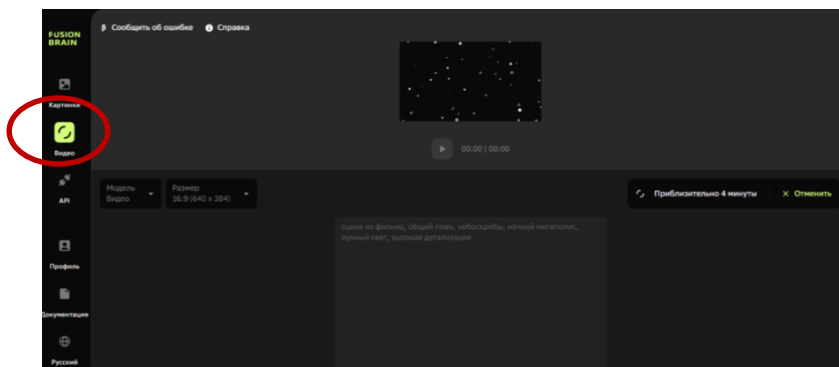 FUSION
BRAIN
β Сообщить об ошибке
Справка
Картинки
Видео
API
Профиль
Документация
Русский
00:00 | 00:00
Модель
Видео
Размер
16:9 (640 x 384)
Приблизительно 4 минуты
× Отменить
сцена из фильма, общий план, небоскребы, ночной мегаполис,
лунный свет, высокая детализация